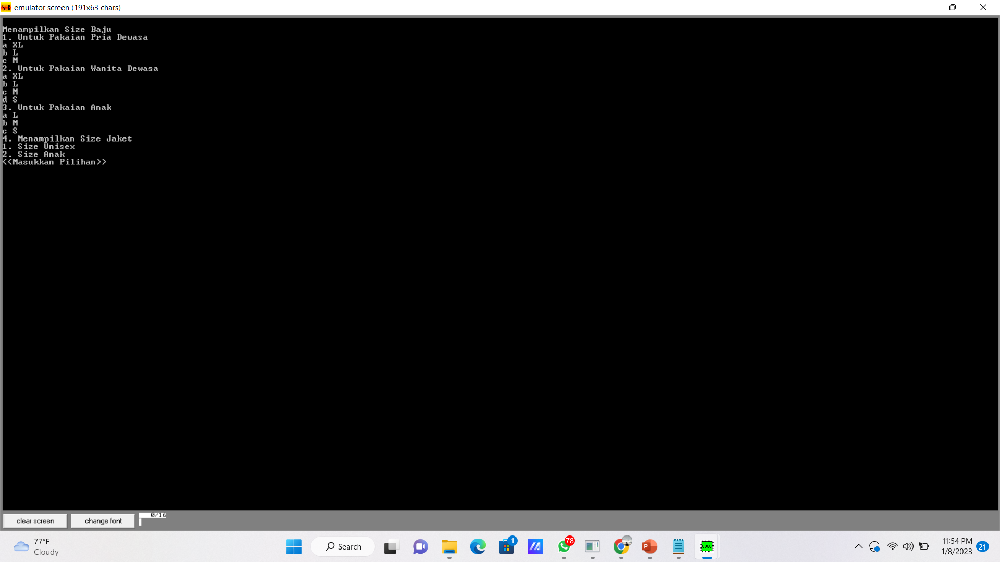 emulator screen (191x63 chars)
Menampilkan Size Baju
1. Untuk Pakaian Pria Dewasa
a XL
b L
c M
2. Untuk Pakaian Wanita Dewasa
a XL
b L
c M
d S
3. Untuk Pakaian Anak
a L
b M
c S
4. Menampilkan Size Jaket
1. Size Unisex
2. Size Anak
<<Masukkan Pilihan>>
clear screen
change font
0/16
77°F
Cloudy
Search
1
78
11:54 PM
1/8/2023
21